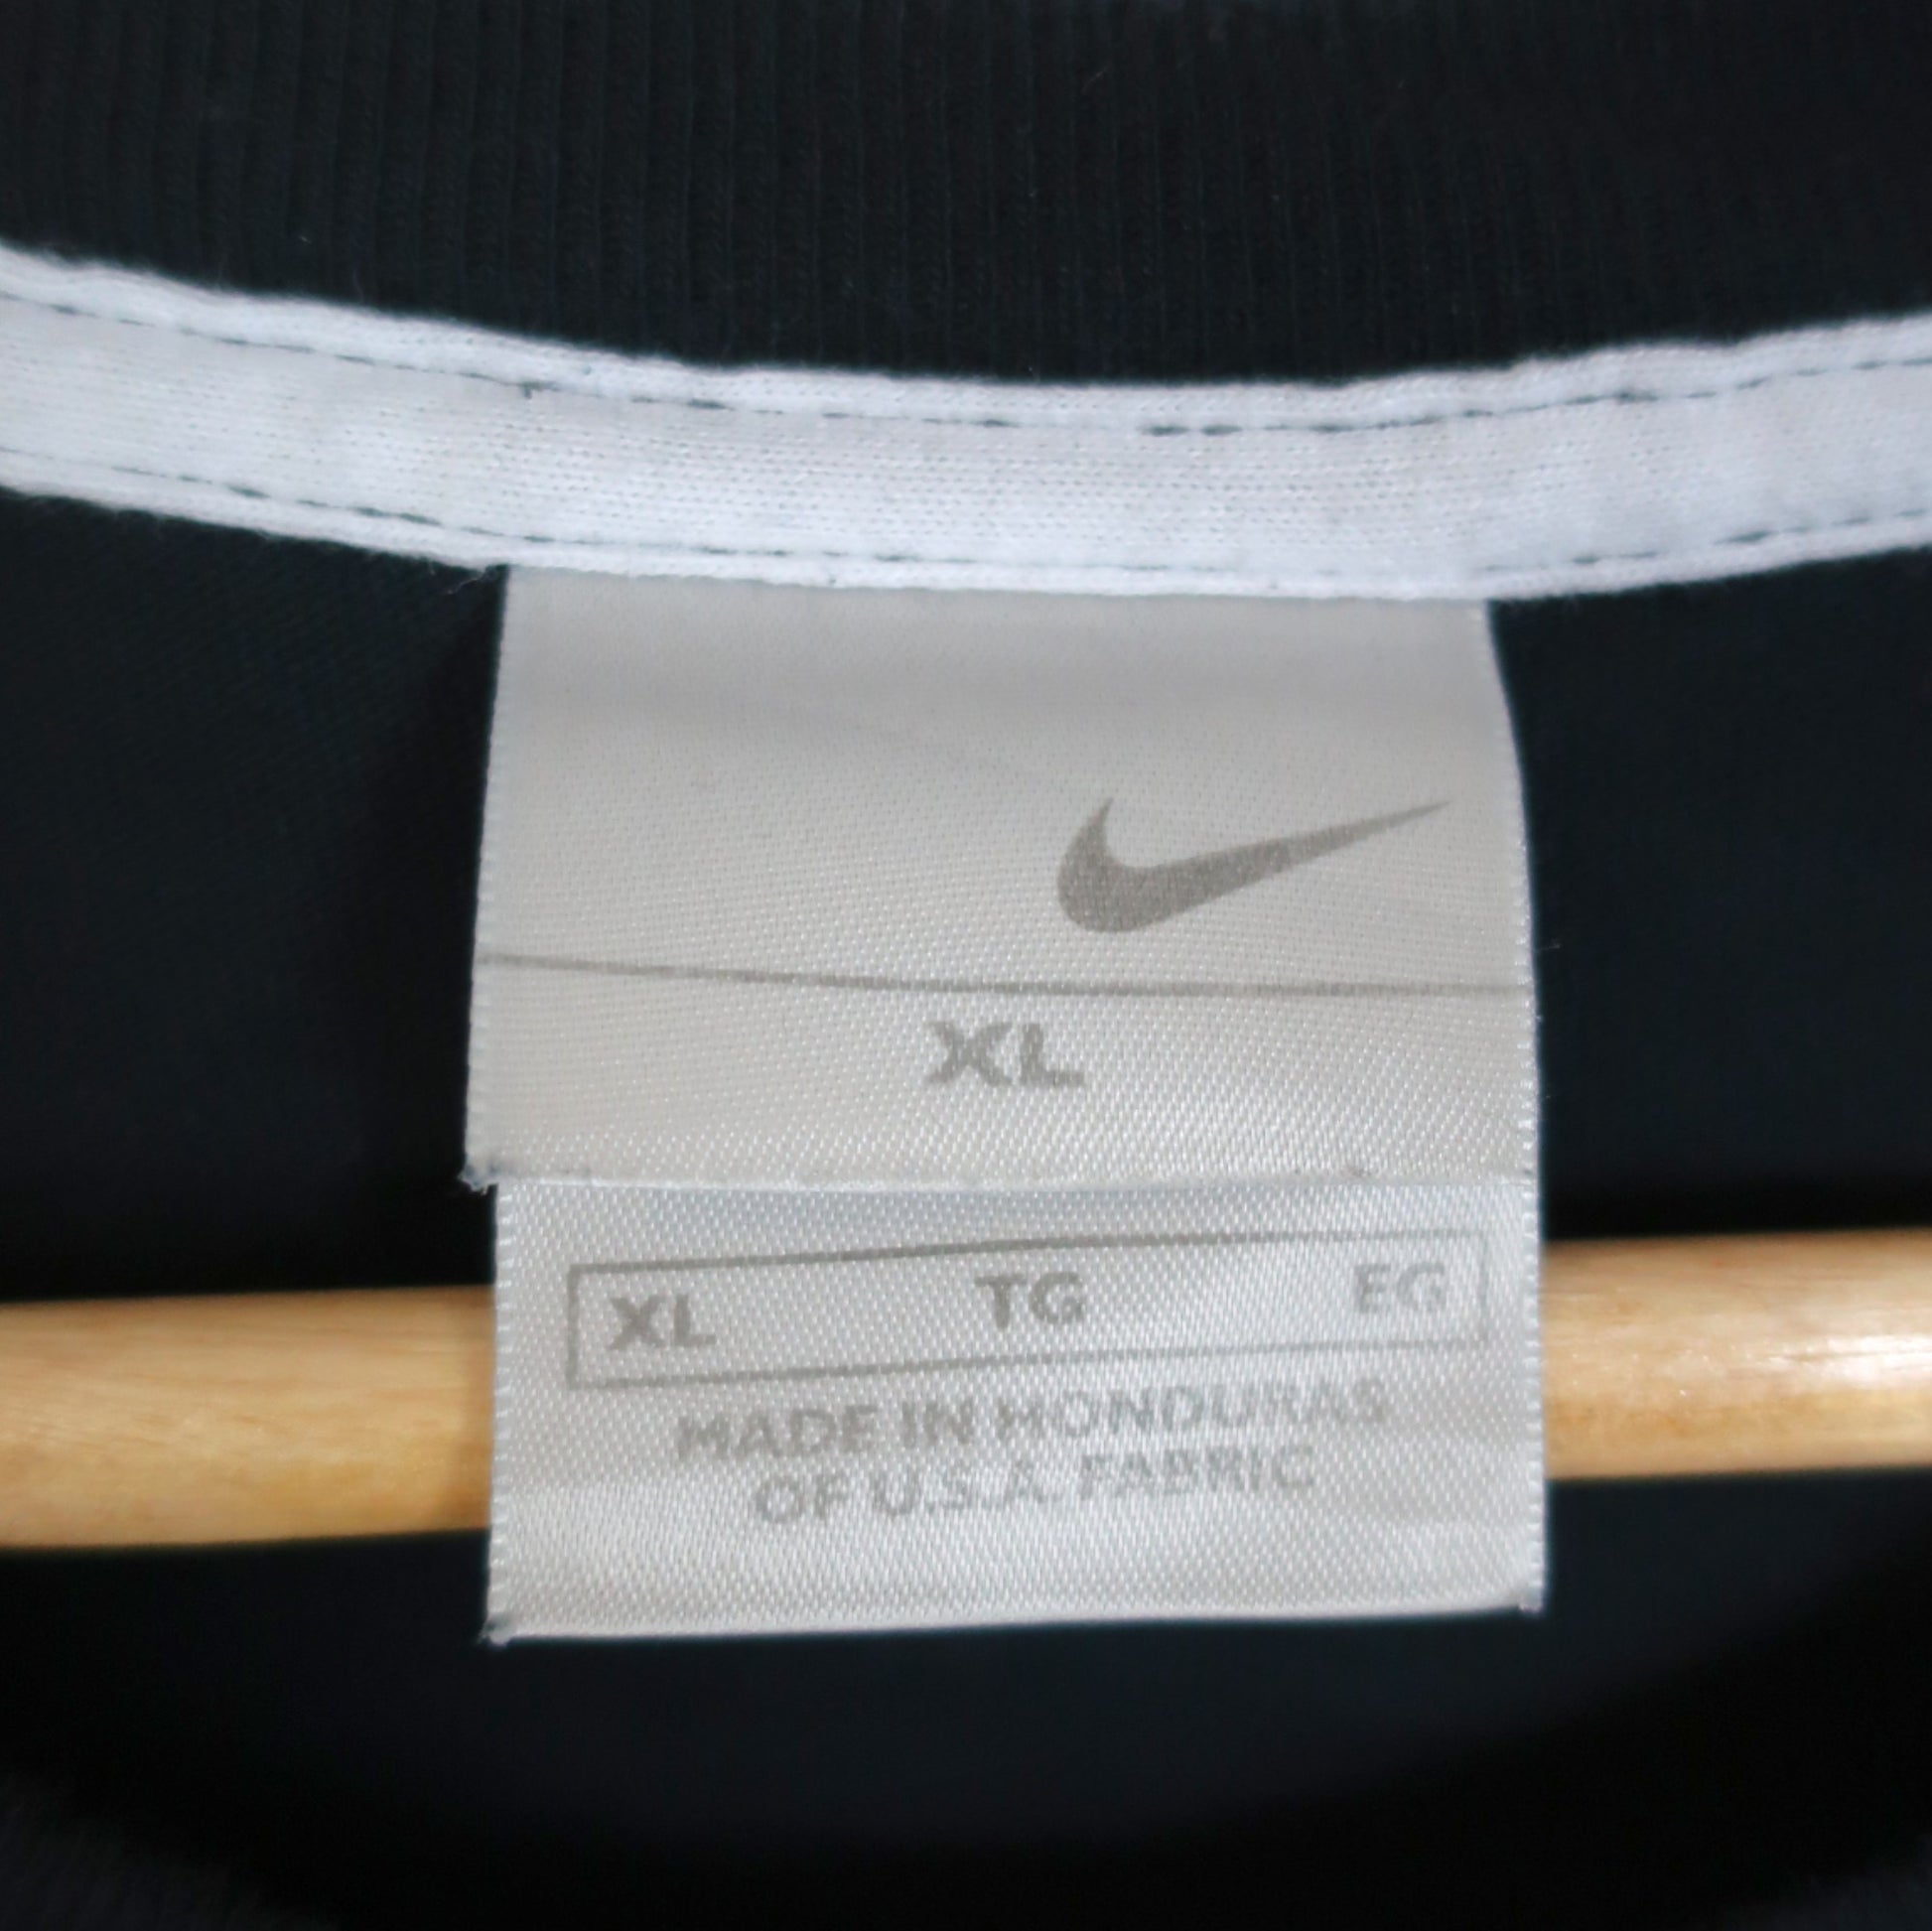 XL
XL TG EG
MADE IN HONDURAS
OF U.S.A. FABRIC